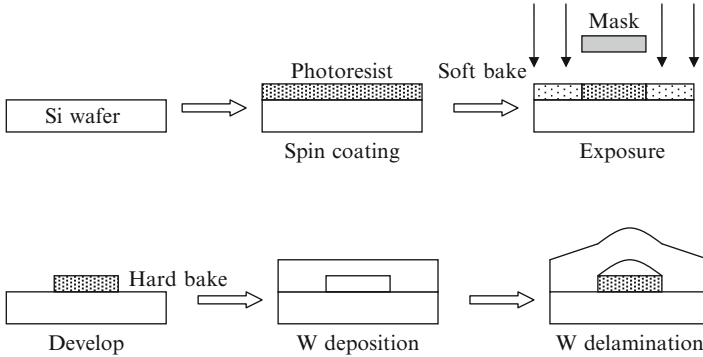 Mask
Photoresist
Soft bake
Si wafer
Spin coating
Exposure
Hard bake
Develop
W deposition
W delamination